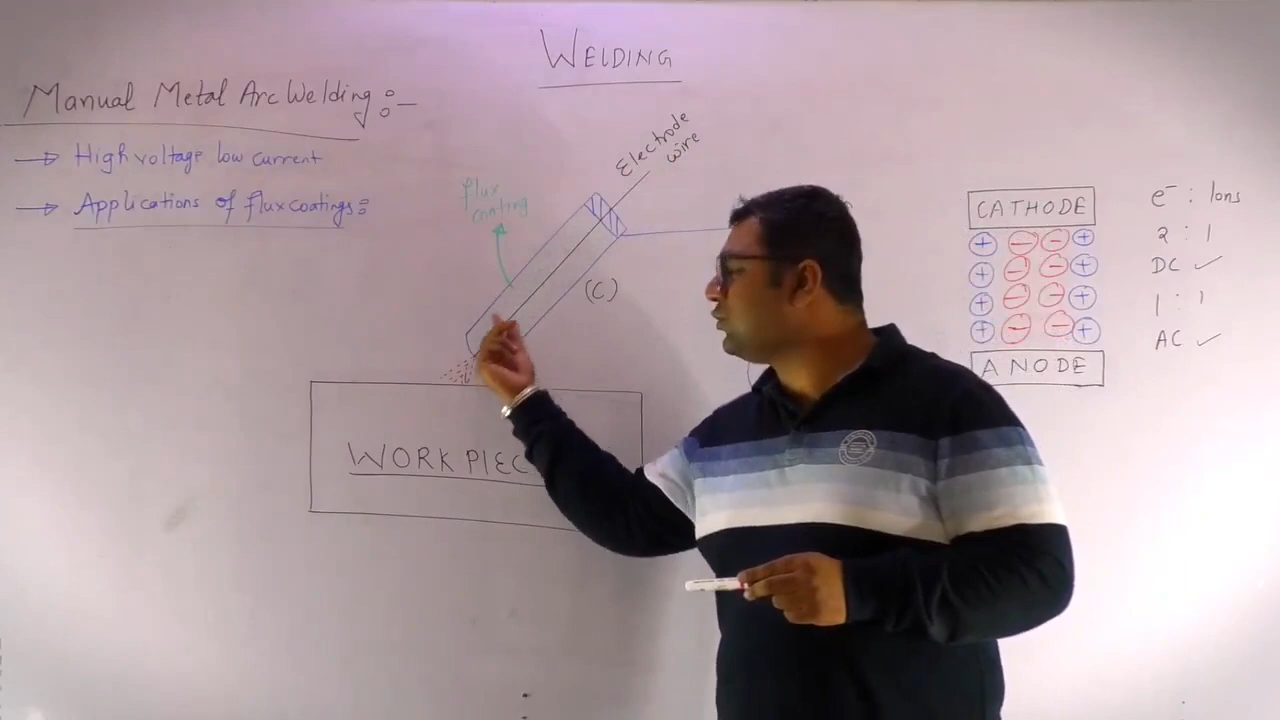 WELDING
Manual Metal Arc Welding :-
→ High voltage low current
→ Applications of flux coatings :
flux
coating
Electrode
wire
(C)
WORKPIEC
CATHODE
+ - - +
+ - - +
+ - - +
+ - - +
ANODE
e⁻ : Ions
2 : 1
DC ✓
1 : 1
AC ✓